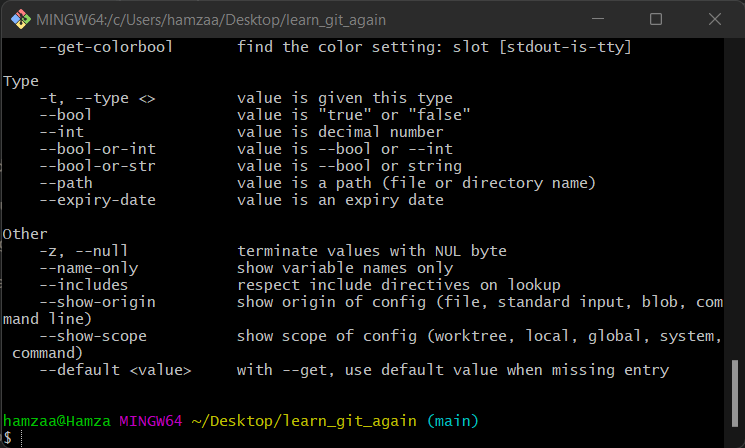 MINGW64:/c/Users/hamzaa/Desktop/learn_git_again
    --get-colorbool       find the color setting: slot [stdout-is-tty]
Type
    -t, --type <>         value is given this type
    --bool                value is "true" or "false"
    --int                 value is decimal number
    --bool-or-int         value is --bool or --int
    --bool-or-str         value is --bool or string
    --path                value is a path (file or directory name)
    --expiry-date         value is an expiry date
Other
    -z, --null            terminate values with NUL byte
    --name-only           show variable names only
    --includes            respect include directives on lookup
    --show-origin         show origin of config (file, standard input, blob, com
mand line)
    --show-scope          show scope of config (worktree, local, global, system,
 command)
    --default <value>     with --get, use default value when missing entry
hamzaa@Hamza MINGW64 ~/Desktop/learn_git_again (main)
$